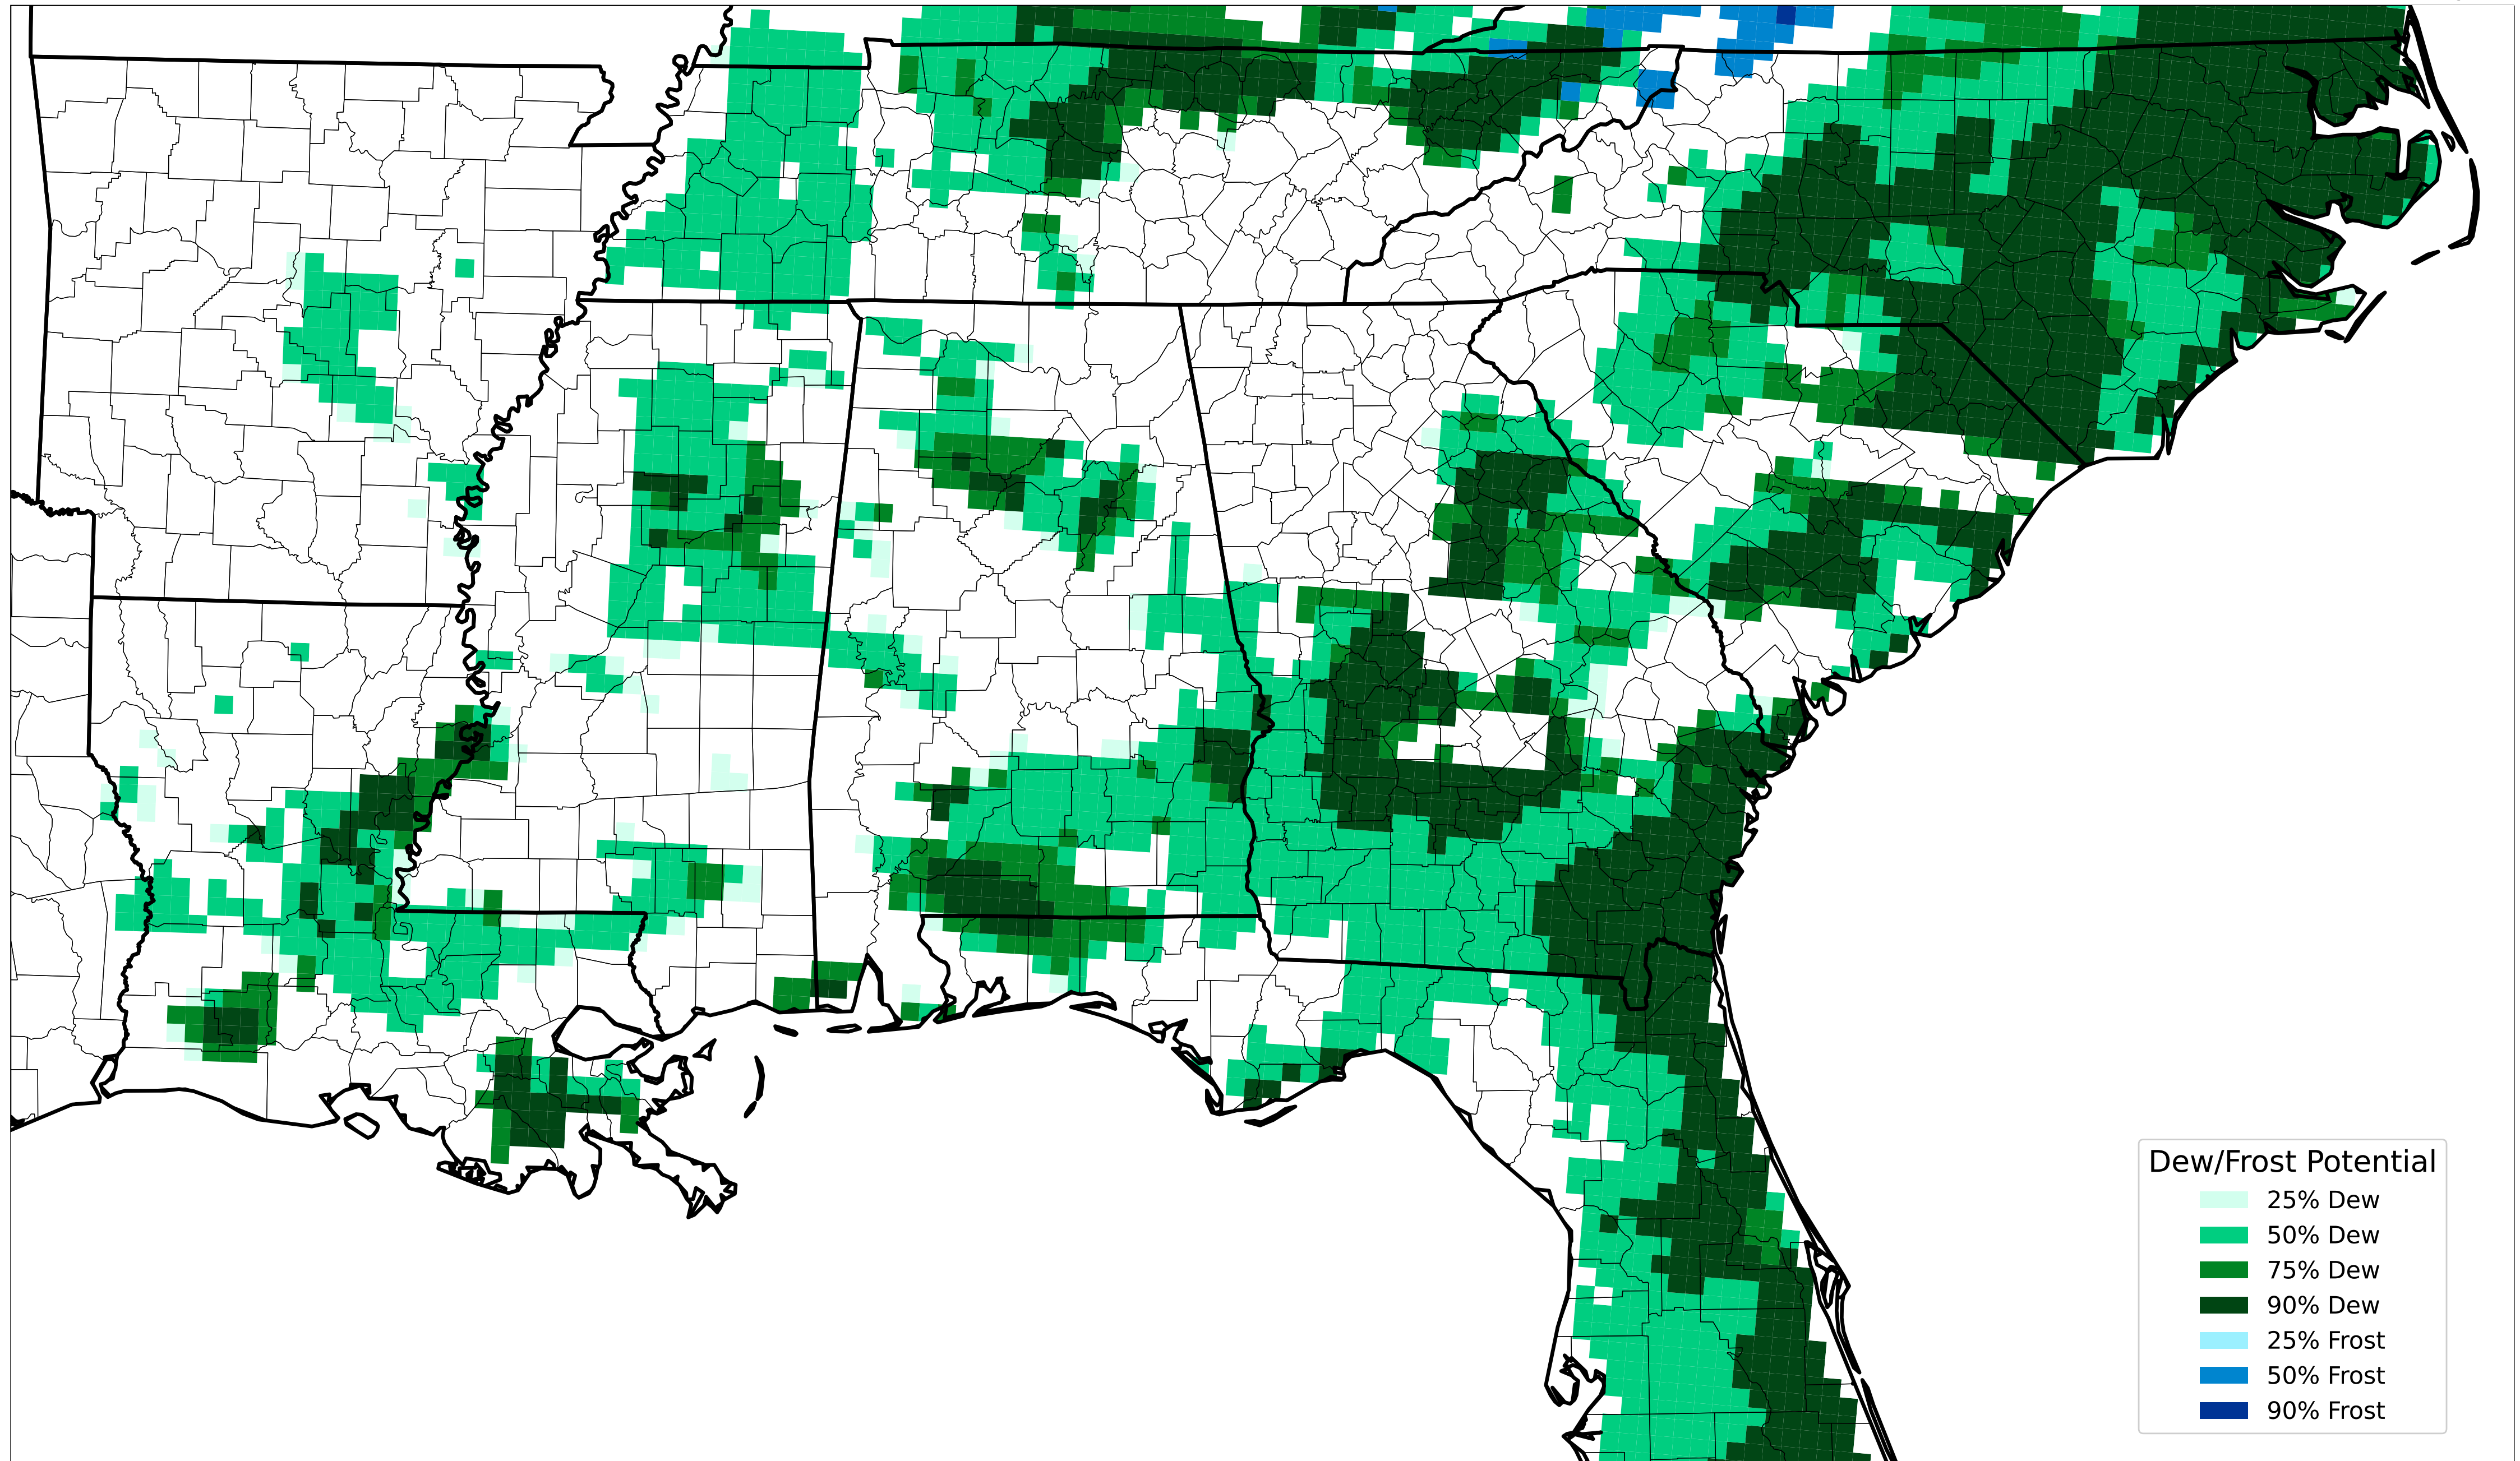 Dew/Frost Potential
25% Dew
50% Dew
75% Dew
90% Dew
25% Frost
50% Frost
90% Frost